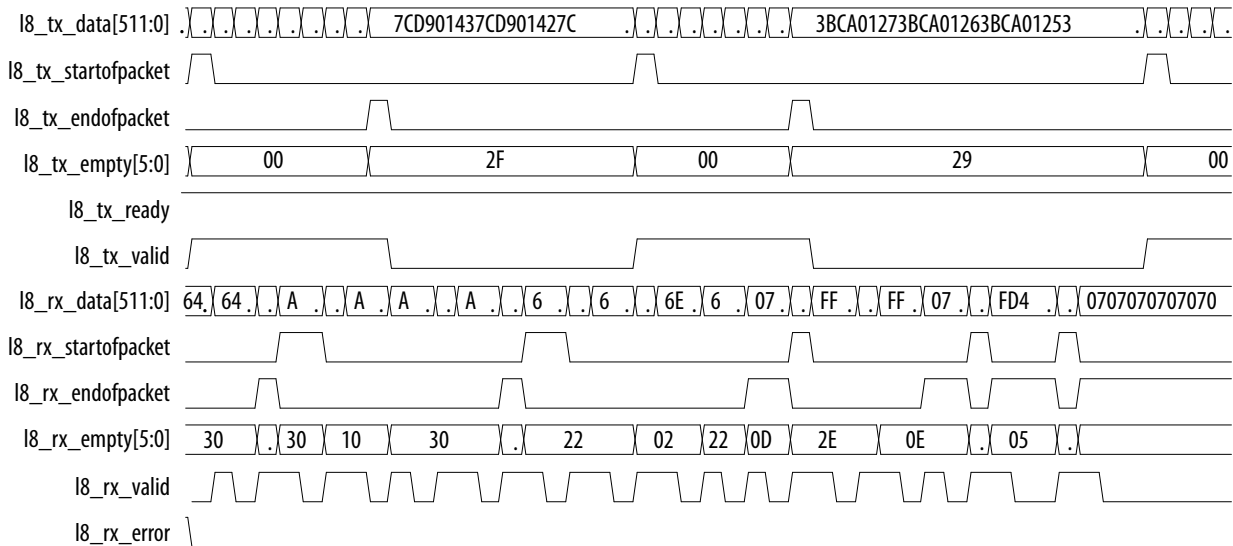 l8_tx_data[511:0] . . . . . . . . 7CD901437CD901427C . . . . . . . . 3BCA01273BCA01263BCA01253 . . . . .
l8_tx_startofpacket
l8_tx_endofpacket
l8_tx_empty[5:0] 00 2F 00 29 00
l8_tx_ready
l8_tx_valid
l8_rx_data[511:0] 64. 64 . . A . . A . A . . A . . 6 . . 6 . . 6E . 6 . 07 . . FF . . FF . 07 . . FD4 . . 0707070707070
l8_rx_startofpacket
l8_rx_endofpacket
l8_rx_empty[5:0] 30 . 30 10 30 . 22 02 22 0D 2E 0E . 05 .
l8_rx_valid
l8_rx_error